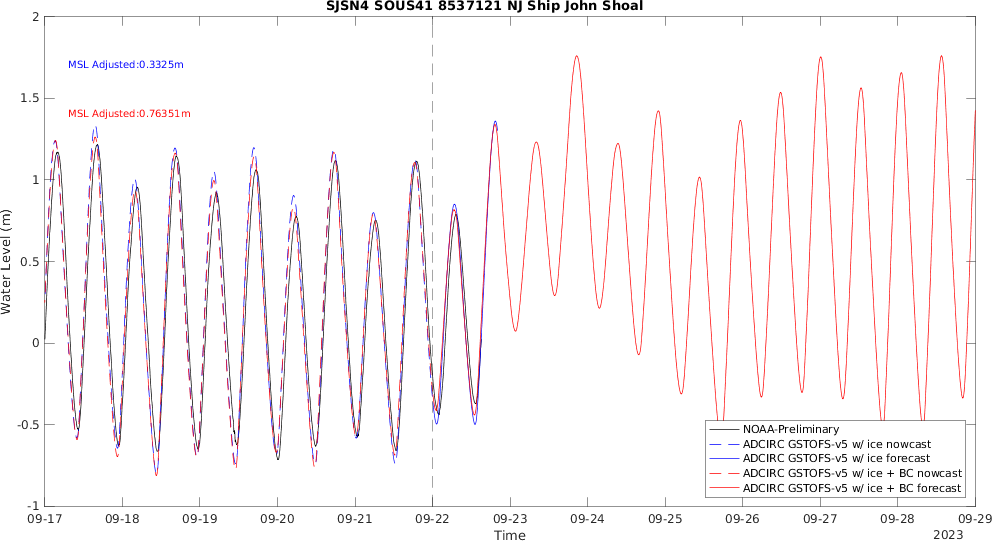 SJSN4 SOUS41 8537121 NJ Ship John Shoal
2
1.5
1
0.5
0
-0.5
-1
Water Level (m)
MSL Adjusted:0.3325m
MSL Adjusted:0.76351m
NOAA-Preliminary
ADCIRC GSTOFS-v5 w/ ice nowcast
ADCIRC GSTOFS-v5 w/ ice forecast
ADCIRC GSTOFS-v5 w/ ice + BC nowcast
ADCIRC GSTOFS-v5 w/ ice + BC forecast
09-17 09-18 09-19 09-20 09-21 09-22 09-23 09-24 09-25 09-26 09-27 09-28 09-29
Time
2023